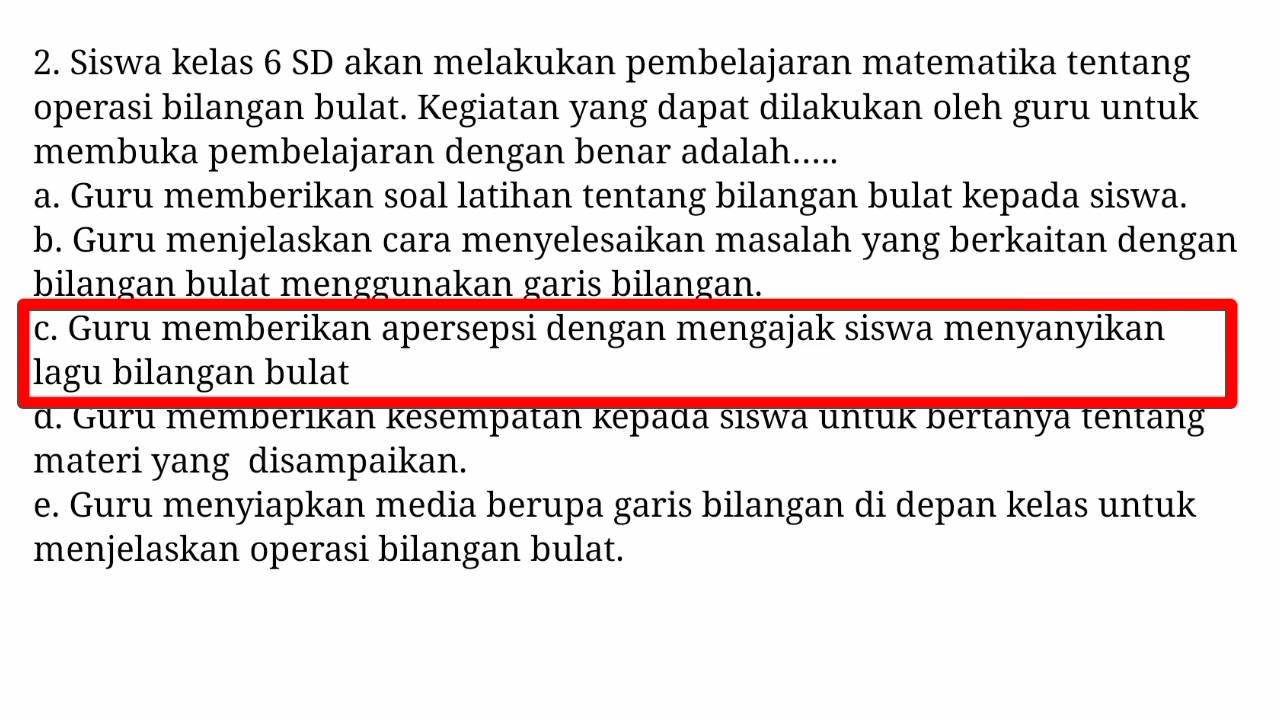 2. Siswa kelas 6 SD akan melakukan pembelajaran matematika tentang
operasi bilangan bulat. Kegiatan yang dapat dilakukan oleh guru untuk
membuka pembelajaran dengan benar adalah.....
a. Guru memberikan soal latihan tentang bilangan bulat kepada siswa.
b. Guru menjelaskan cara menyelesaikan masalah yang berkaitan dengan
bilangan bulat menggunakan garis bilangan.
c. Guru memberikan apersepsi dengan mengajak siswa menyanyikan
lagu bilangan bulat
d. Guru memberikan kesempatan kepada siswa untuk bertanya tentang
materi yang  disampaikan.
e. Guru menyiapkan media berupa garis bilangan di depan kelas untuk
menjelaskan operasi bilangan bulat.